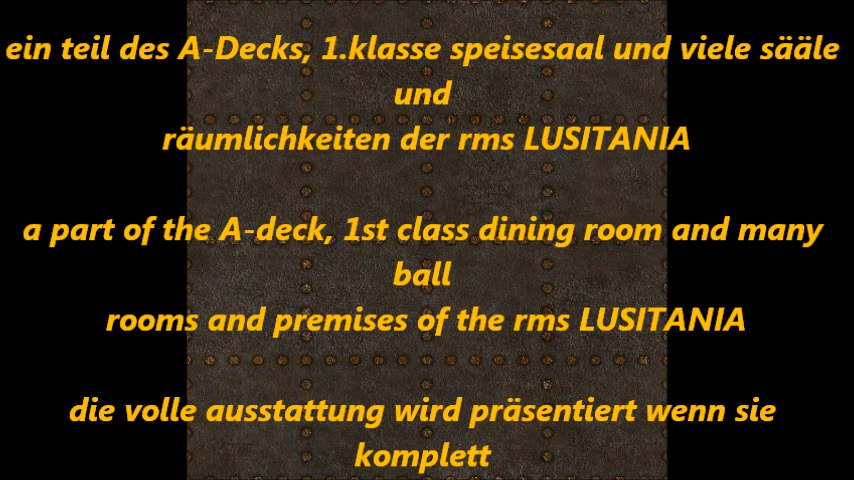 ein teil des A-Decks, 1.klasse speisesaal und viele sääle
und
räumlichkeiten der rms LUSITANIA
a part of the A-deck, 1st class dining room and many
ball
rooms and premises of the rms LUSITANIA
die volle ausstattung wird präsentiert wenn sie
komplett